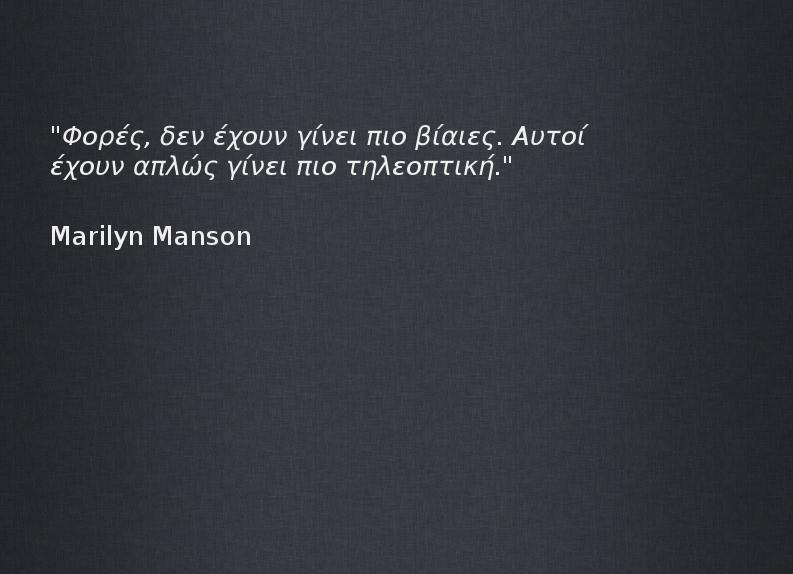 "Φορές, δεν έχουν γίνει πιο βίαιες. Αυτοί
έχουν απλώς γίνει πιο τηλεοπτική."
Marilyn Manson